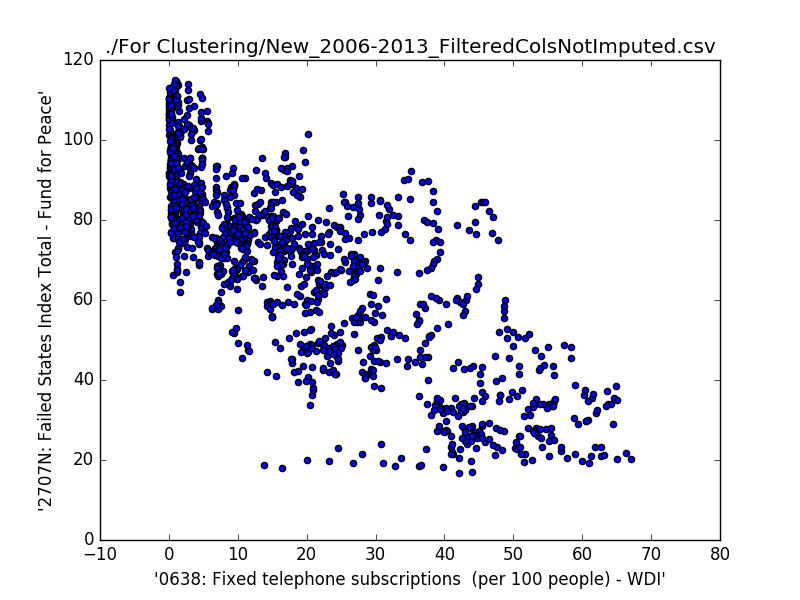 ./For Clustering/New_2006-2013_FilteredColsNotImputed.csv
120
100
80
60
40
20
0
'2707N: Failed States Index Total - Fund for Peace'
−10 0 10 20 30 40 50 60 70 80
'0638: Fixed telephone subscriptions  (per 100 people) - WDI'